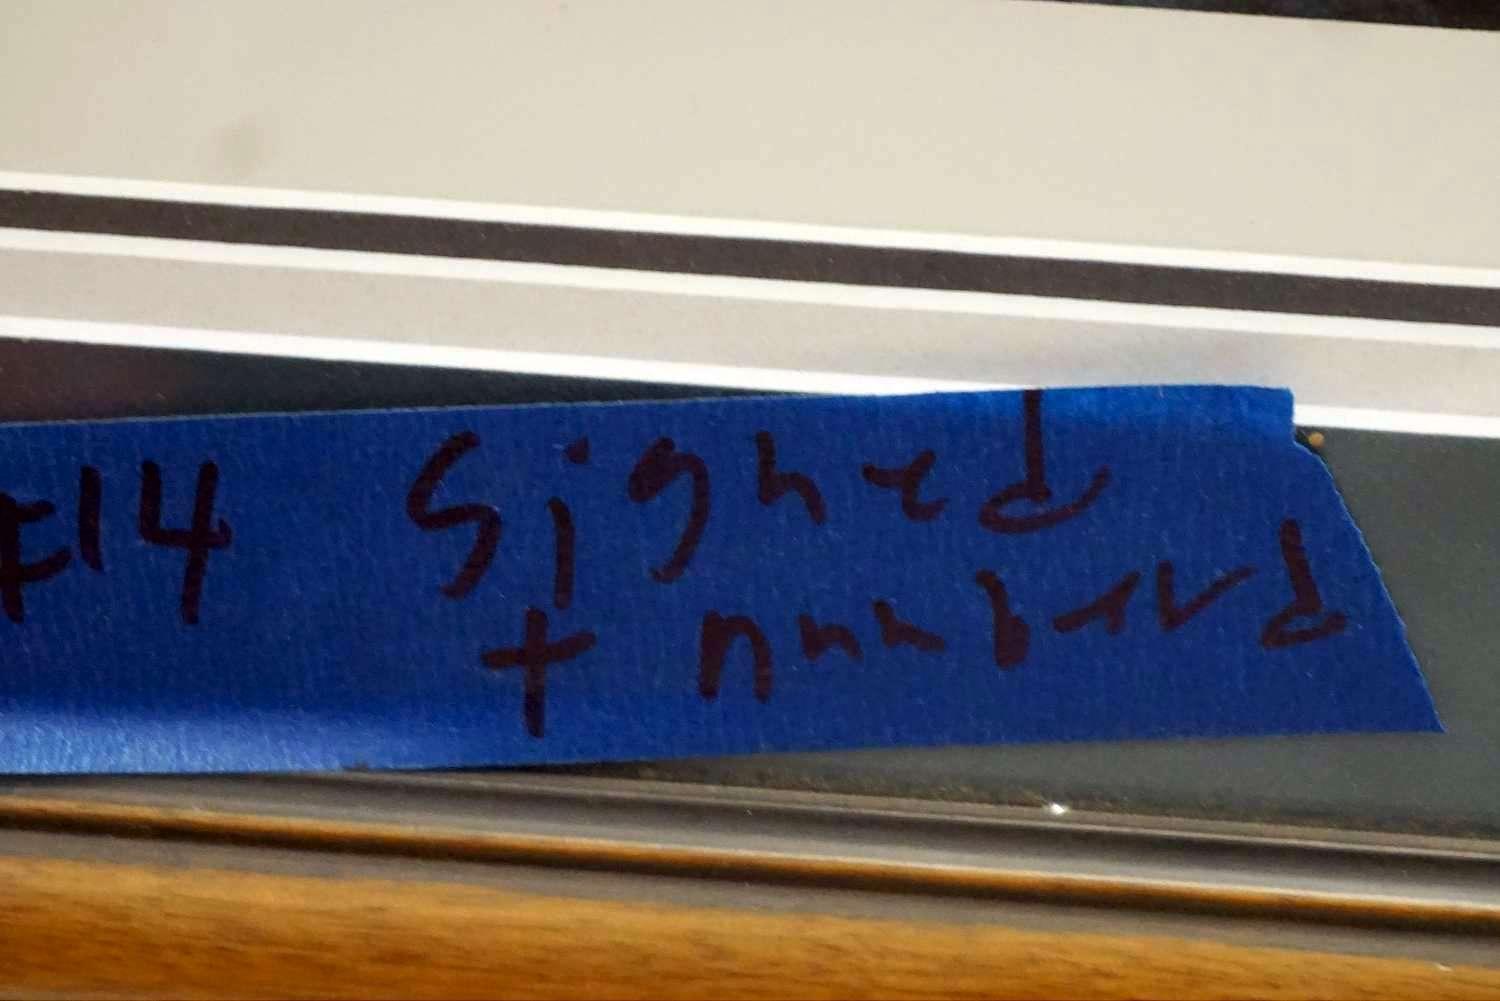 #14 Signed
+ numbered